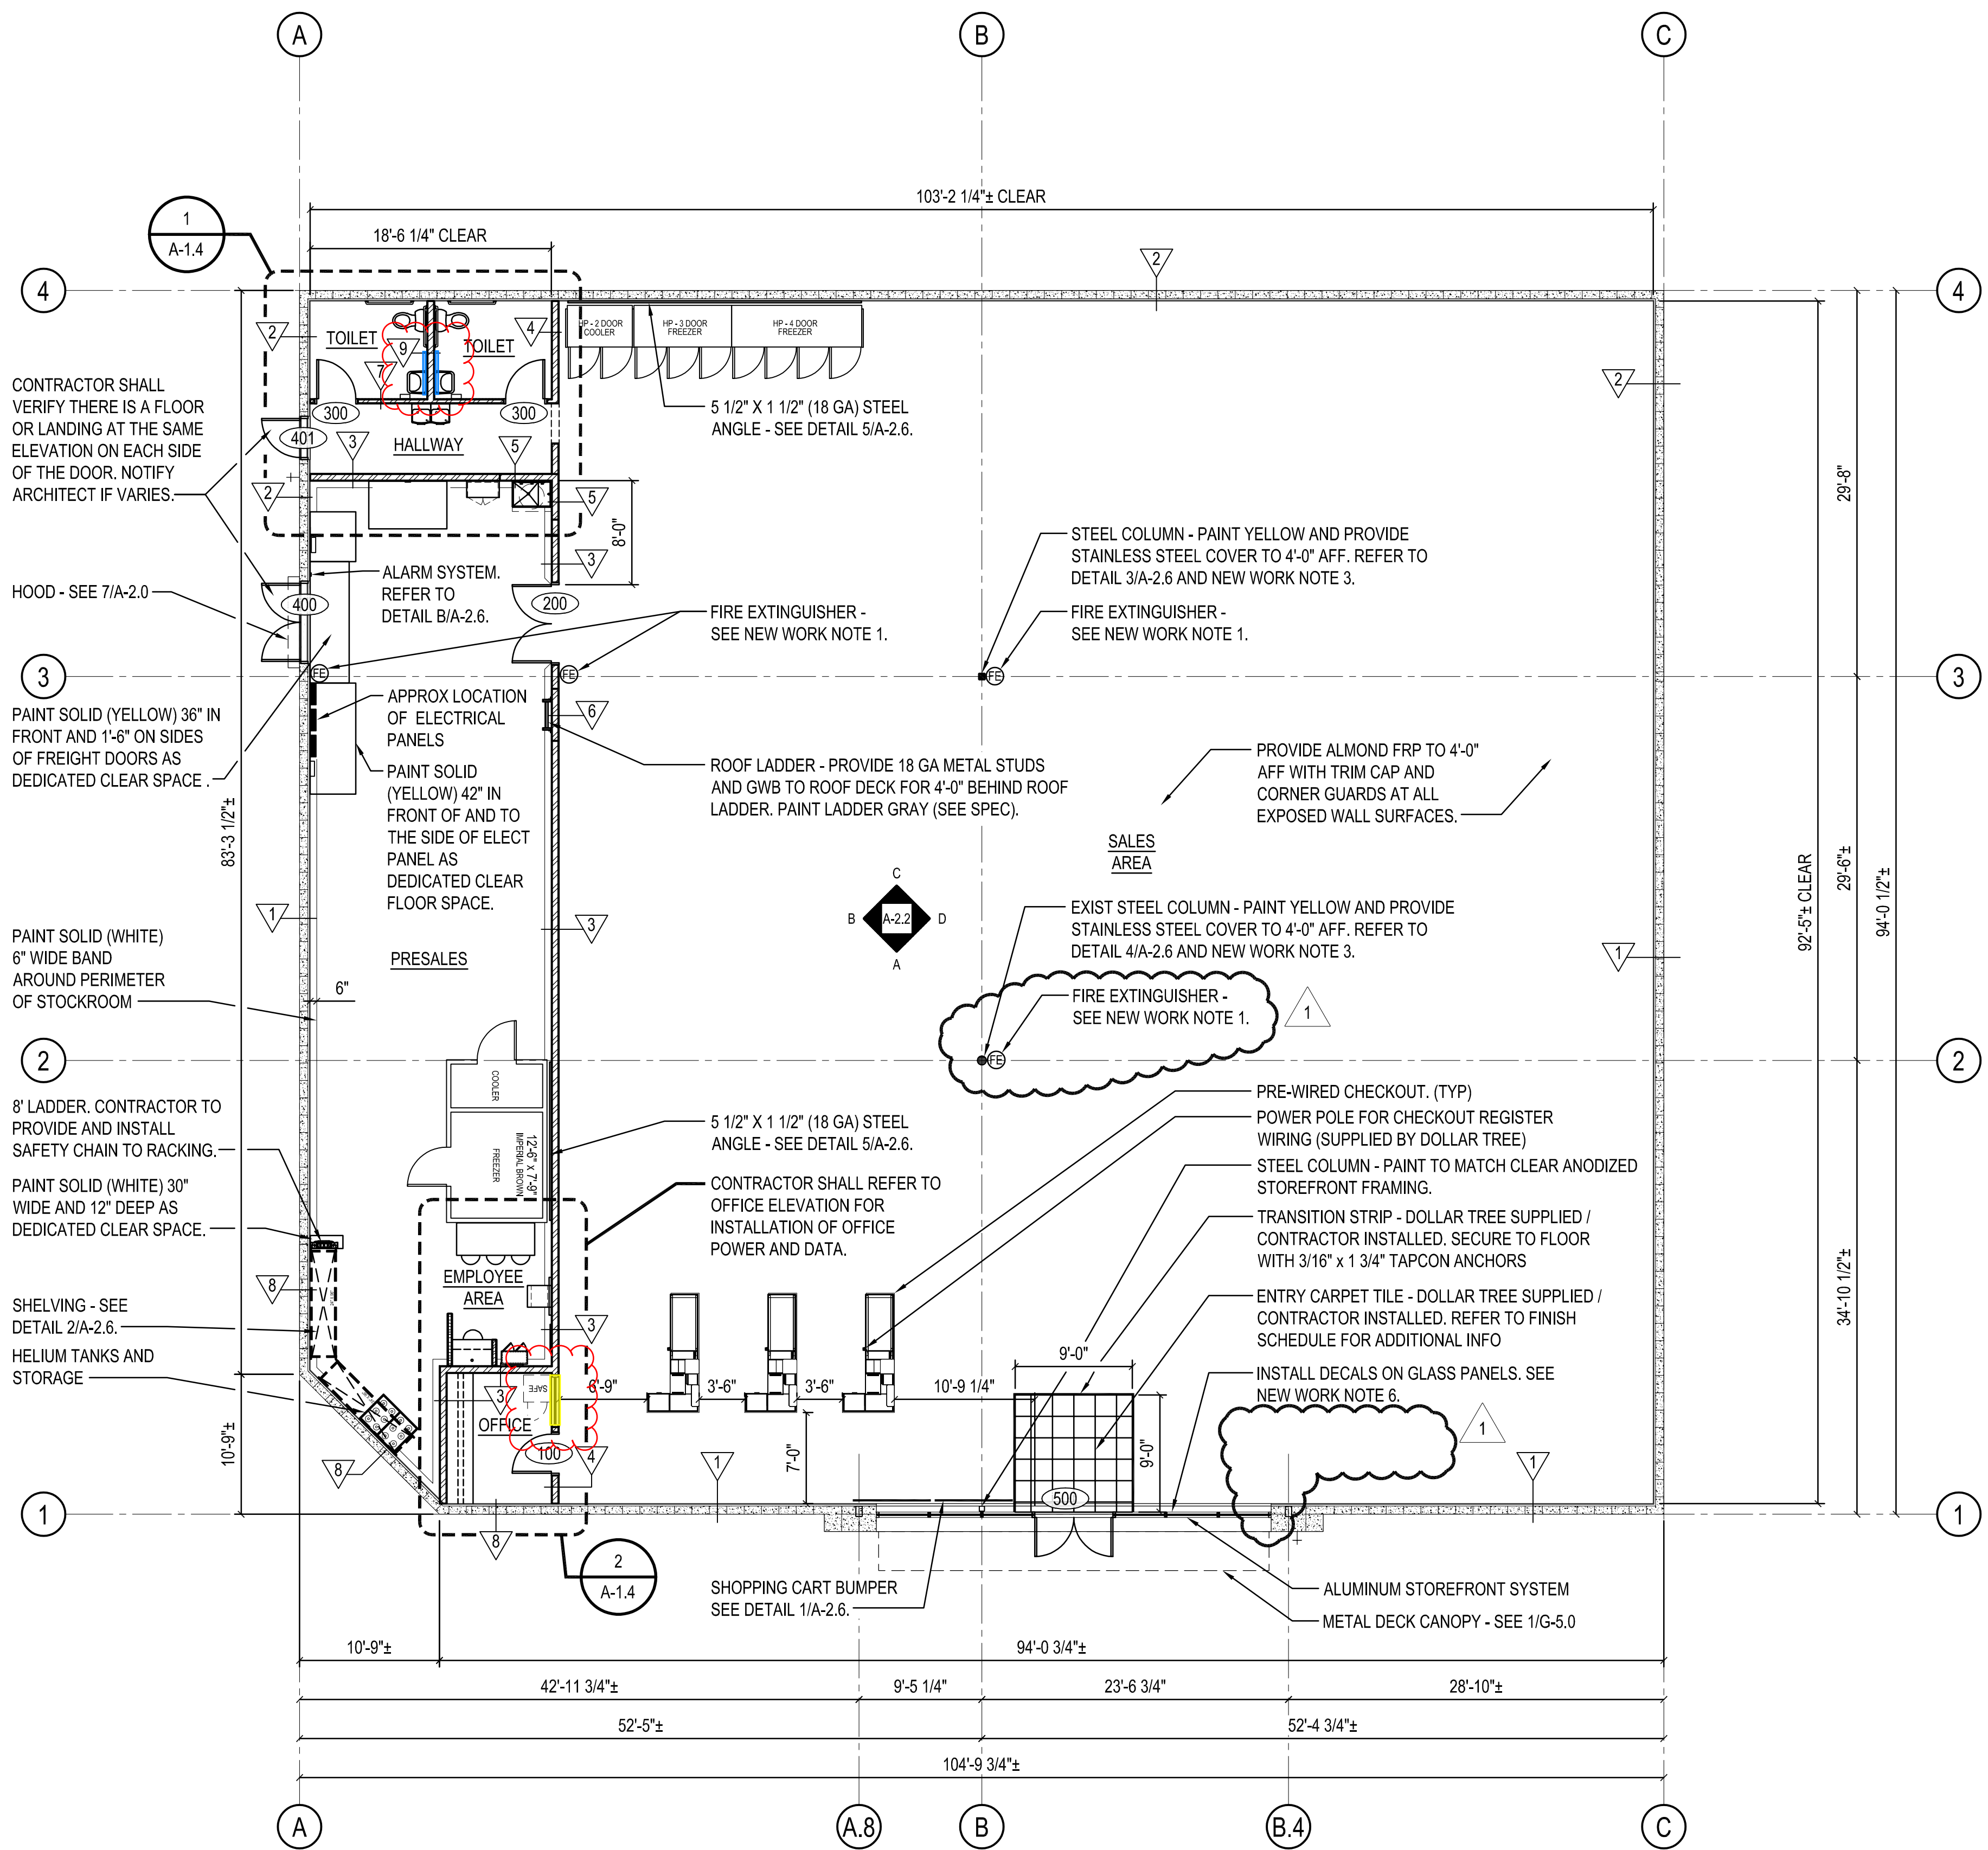 A
B
C
103'-2 1/4"± CLEAR
1
A-1.4
18'-6 1/4" CLEAR
2
4
4
2
TOILET
9
TOILET
4
7
HP - 2 DOOR
COOLER
HP - 3 DOOR
FREEZER
HP - 4 DOOR
FREEZER
2
CONTRACTOR SHALL
VERIFY THERE IS A FLOOR
OR LANDING AT THE SAME
ELEVATION ON EACH SIDE
OF THE DOOR. NOTIFY
ARCHITECT IF VARIES.
300
300
401
3
HALLWAY
5
5 1/2" X 1 1/2" (18 GA) STEEL
ANGLE - SEE DETAIL 5/A-2.6.
2
5
8'-0"
3
29'-8"
STEEL COLUMN - PAINT YELLOW AND PROVIDE
STAINLESS STEEL COVER TO 4'-0" AFF. REFER TO
DETAIL 3/A-2.6 AND NEW WORK NOTE 3.
HOOD - SEE 7/A-2.0
400
ALARM SYSTEM.
REFER TO
DETAIL B/A-2.6.
200
FIRE EXTINGUISHER -
SEE NEW WORK NOTE 1.
FIRE EXTINGUISHER -
SEE NEW WORK NOTE 1.
3
FE
FE
FE
3
PAINT SOLID (YELLOW) 36" IN
FRONT AND 1'-6" ON SIDES
OF FREIGHT DOORS AS
DEDICATED CLEAR SPACE .
APPROX LOCATION
OF ELECTRICAL
PANELS
6
PAINT SOLID
(YELLOW) 42" IN
FRONT OF AND TO
THE SIDE OF ELECT
PANEL AS
DEDICATED CLEAR
FLOOR SPACE.
ROOF LADDER - PROVIDE 18 GA METAL STUDS
AND GWB TO ROOF DECK FOR 4'-0" BEHIND ROOF
LADDER. PAINT LADDER GRAY (SEE SPEC).
PROVIDE ALMOND FRP TO 4'-0"
AFF WITH TRIM CAP AND
CORNER GUARDS AT ALL
EXPOSED WALL SURFACES.
83'-3 1/2"±
SALES
AREA
C
B
A-2.2
D
A
1
3
EXIST STEEL COLUMN - PAINT YELLOW AND PROVIDE
STAINLESS STEEL COVER TO 4'-0" AFF. REFER TO
DETAIL 4/A-2.6 AND NEW WORK NOTE 3.
1
92'-5"± CLEAR
29'-6"±
94'-0 1/2"±
PAINT SOLID (WHITE)
6" WIDE BAND
AROUND PERIMETER
OF STOCKROOM
PRESALES
6"
FIRE EXTINGUISHER -
SEE NEW WORK NOTE 1.
1
2
FE
2
COOLER
FREEZER
12'-6" x 7'-9"
IMPERIAL BROWN
8' LADDER. CONTRACTOR TO
PROVIDE AND INSTALL
SAFETY CHAIN TO RACKING.
5 1/2" X 1 1/2" (18 GA) STEEL
ANGLE - SEE DETAIL 5/A-2.6.
PRE-WIRED CHECKOUT. (TYP)
POWER POLE FOR CHECKOUT REGISTER
WIRING (SUPPLIED BY DOLLAR TREE)
STEEL COLUMN - PAINT TO MATCH CLEAR ANODIZED
STOREFRONT FRAMING.
PAINT SOLID (WHITE) 30"
WIDE AND 12" DEEP AS
DEDICATED CLEAR SPACE.
CONTRACTOR SHALL REFER TO
OFFICE ELEVATION FOR
INSTALLATION OF OFFICE
POWER AND DATA.
TRANSITION STRIP - DOLLAR TREE SUPPLIED /
CONTRACTOR INSTALLED. SECURE TO FLOOR
WITH 3/16" x 1 3/4" TAPCON ANCHORS
8
EMPLOYEE
AREA
34'-10 1/2"±
SHELVING - SEE
DETAIL 2/A-2.6.
3
ENTRY CARPET TILE - DOLLAR TREE SUPPLIED /
CONTRACTOR INSTALLED. REFER TO FINISH
SCHEDULE FOR ADDITIONAL INFO
HELIUM TANKS AND
STORAGE
INSTALL DECALS ON GLASS PANELS. SEE
NEW WORK NOTE 6.
9'-0"
SAFE
6'-9"
3'-6"
3'-6"
10'-9 1/4"
3
OFFICE
10'-9"±
100
4
7'-0"
9'-0"
1
8
1
1
500
1
1
8
2
A-1.4
SHOPPING CART BUMPER
SEE DETAIL 1/A-2.6.
ALUMINUM STOREFRONT SYSTEM
METAL DECK CANOPY - SEE 1/G-5.0
10'-9"±
94'-0 3/4"±
42'-11 3/4"±
9'-5 1/4"
23'-6 3/4"
28'-10"±
52'-5"±
52'-4 3/4"±
104'-9 3/4"±
A
A.8
B
B.4
C